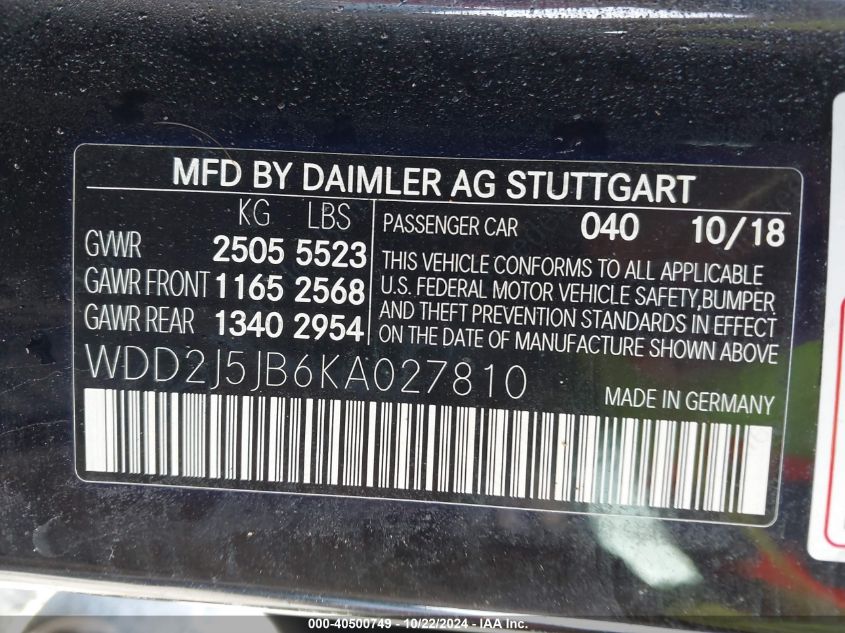 MFD BY DAIMLER AG STUTTGART
KG LBS
GVWR 2505 5523
GAWR FRONT 1165 2568
GAWR REAR 1340 2954
PASSENGER CAR 040 10/18
THIS VEHICLE CONFORMS TO ALL APPLICABLE
U.S. FEDERAL MOTOR VEHICLE SAFETY,BUMPER
AND THEFT PREVENTION STANDARDS IN EFFECT
ON THE DATE OF MANUFACTURE SHOWN ABOVE
WDD2J5JB6KA027810
MADE IN GERMANY
000-40500749 - 10/22/2024 - IAA Inc.